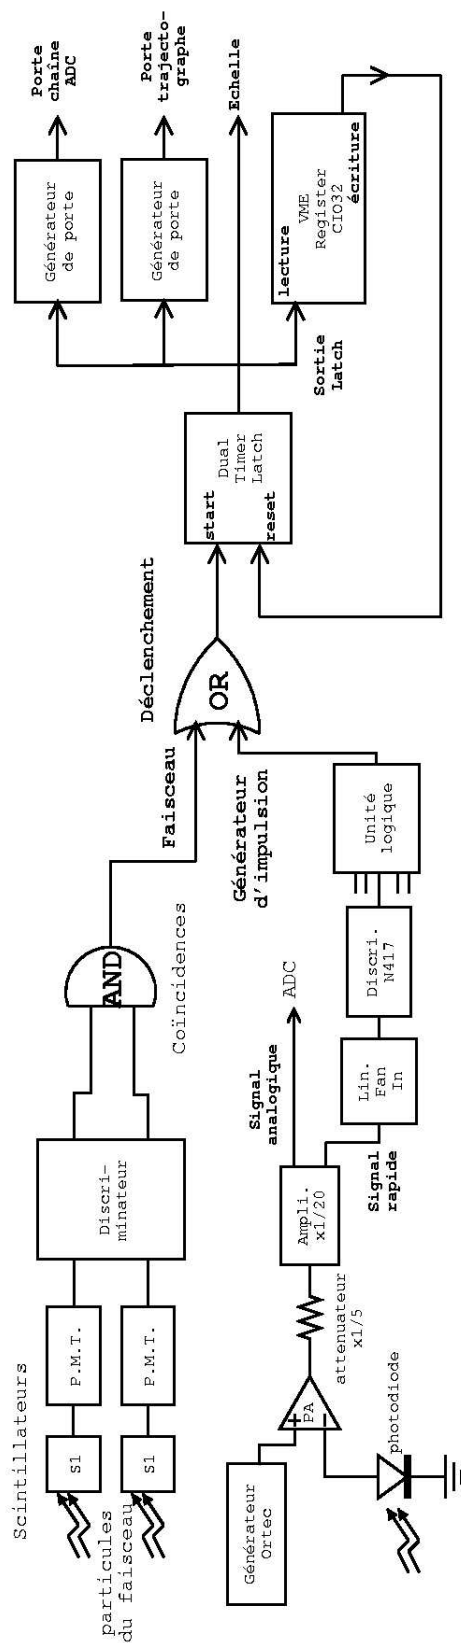 Scintillateurs
S1
P.M.T.
S1
P.M.T.
particules
du faisceau
Discri-
minateur
AND
Coïncidences
Faisceau
Déclenchement
OR
Générateur
d'impulsion
start
reset
Dual
Timer
Latch
Générateur
de porte
Porte
chaîne
ADC
Générateur
de porte
Porte
trajecto-
graphe
Echelle
Sortie
Latch
lecture
VME
Register
CIO32
écriture
Générateur
Ortec
PA
photodiode
attenuateur
x1/5
Ampli.
x1/20
Signal
analogique
ADC
Signal
rapide
Lin.
Fan
In
Discri.
N417
Unité
logique